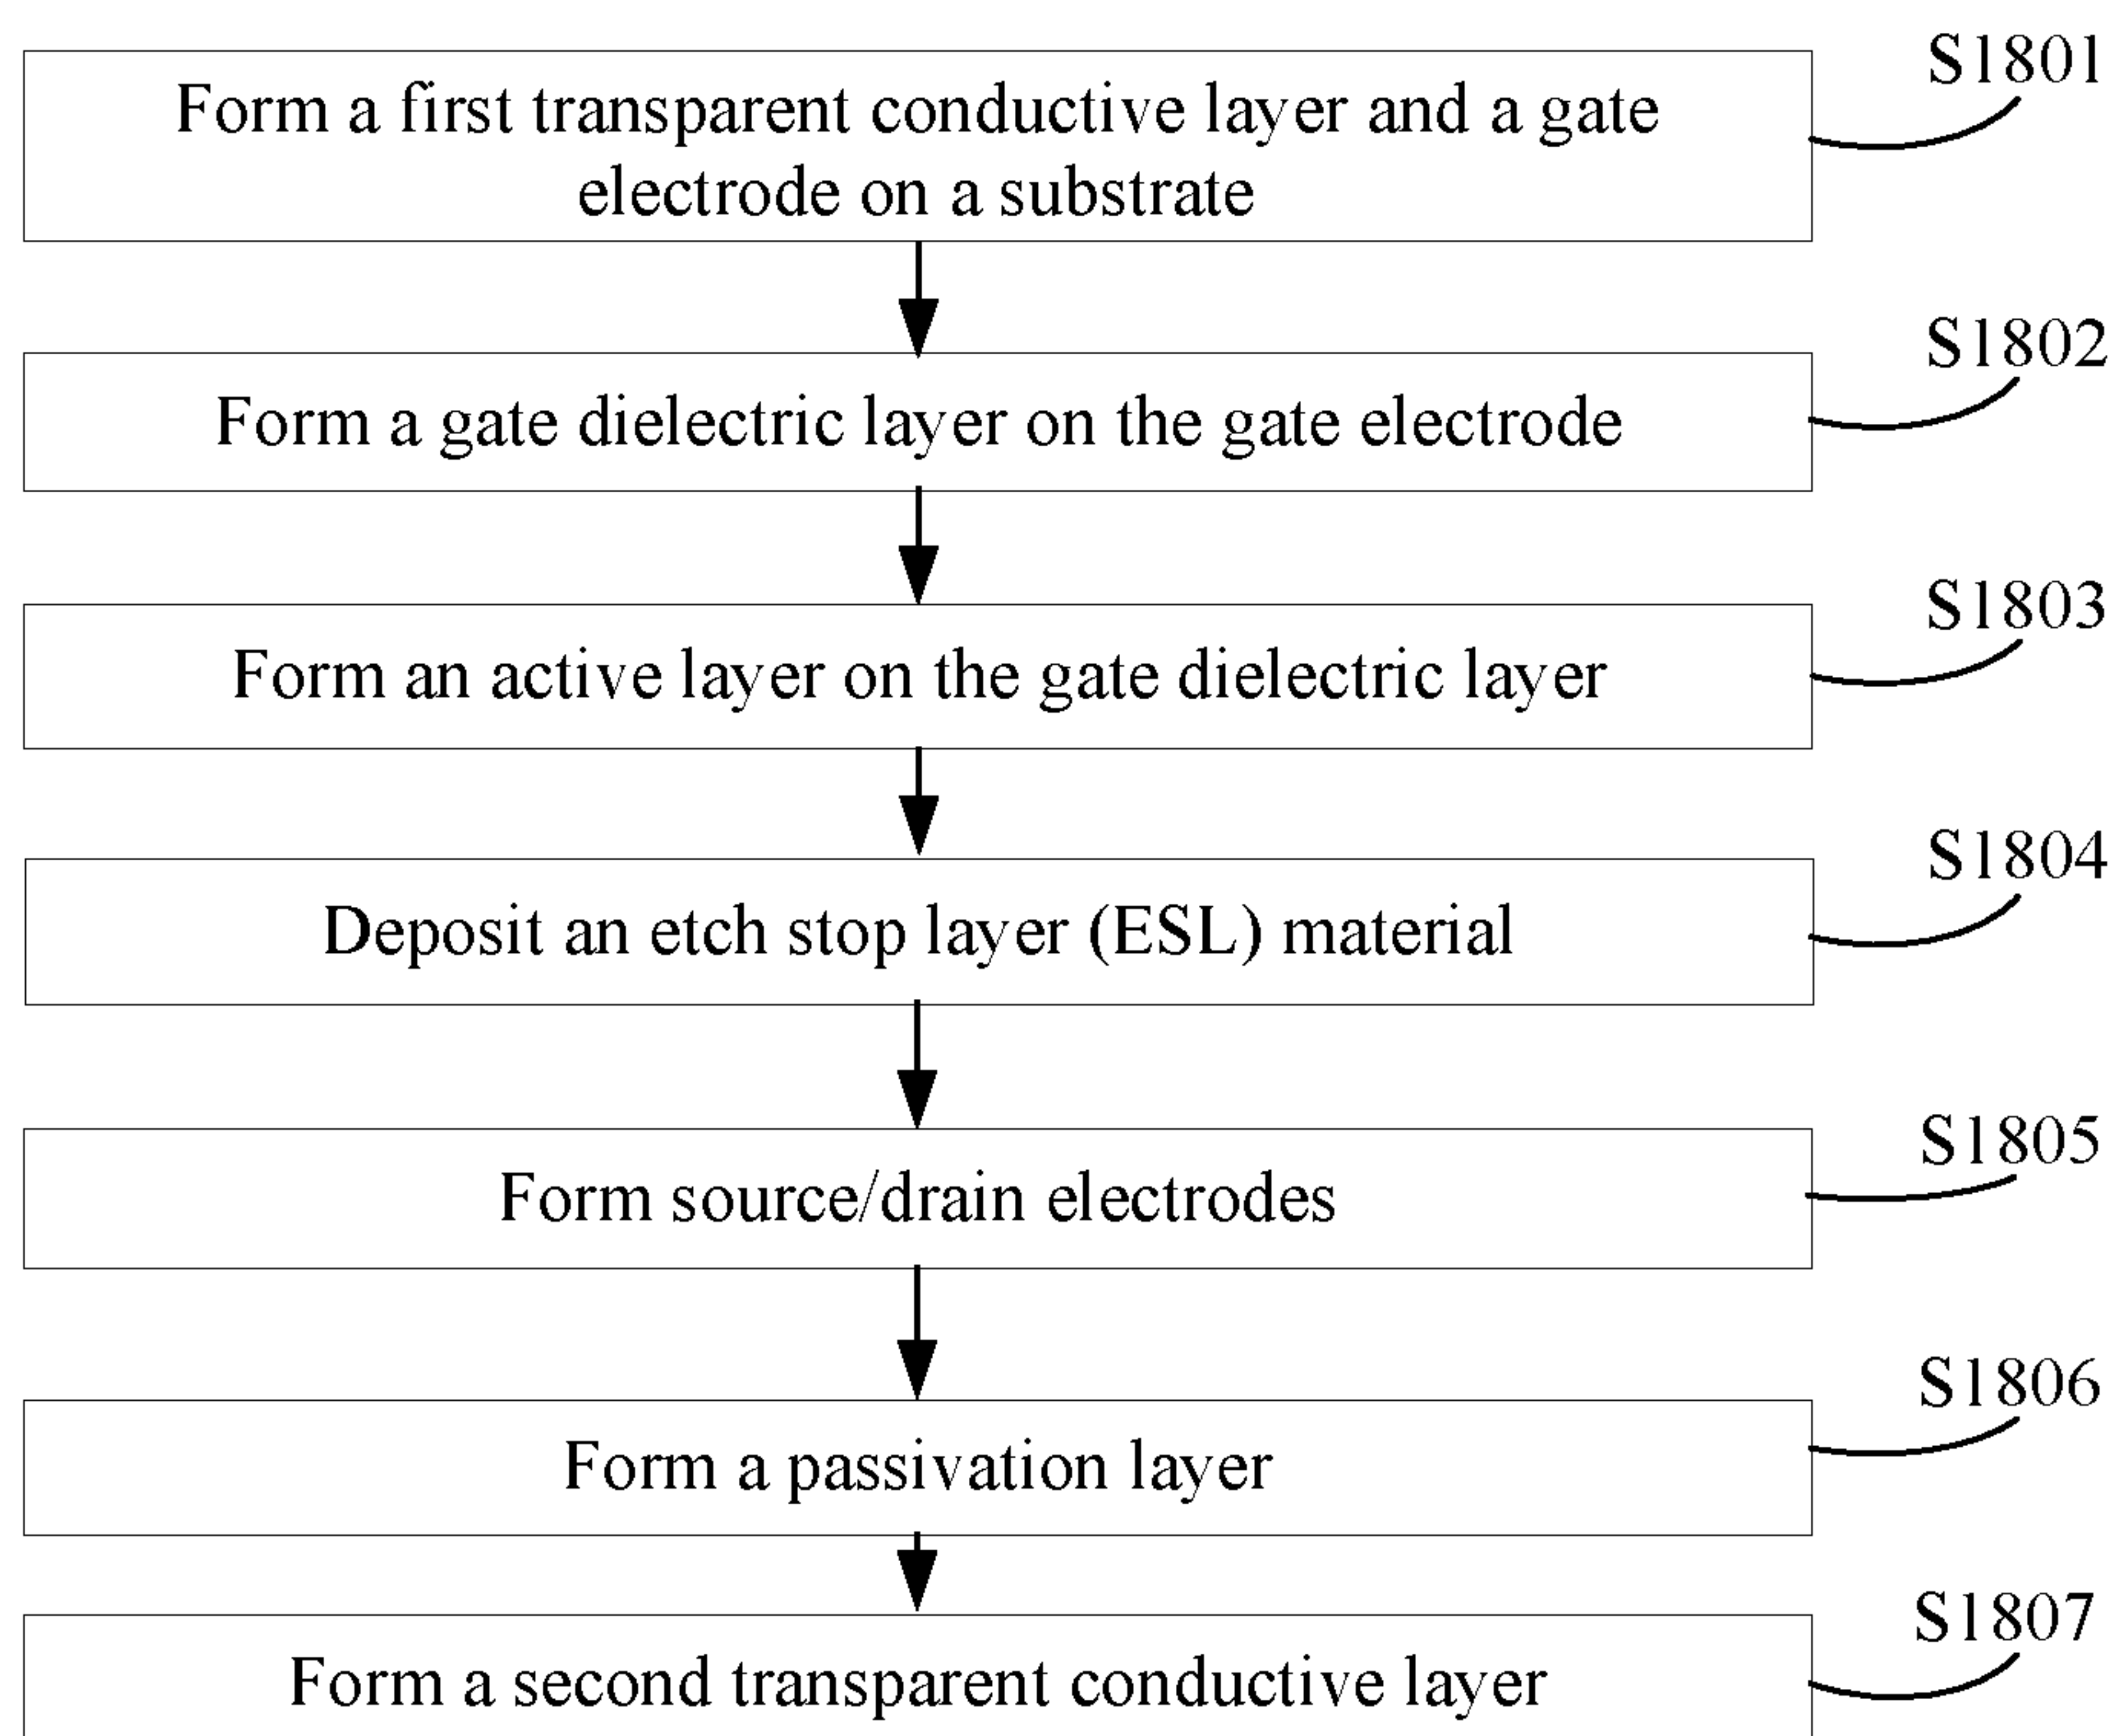 S1801
Form a first transparent conductive layer and a gate
electrode on a substrate
S1802
Form a gate dielectric layer on the gate electrode
S1803
Form an active layer on the gate dielectric layer
S1804
Deposit an etch stop layer (ESL) material
S1805
Form source/drain electrodes
S1806
Form a passivation layer
S1807
Form a second transparent conductive layer